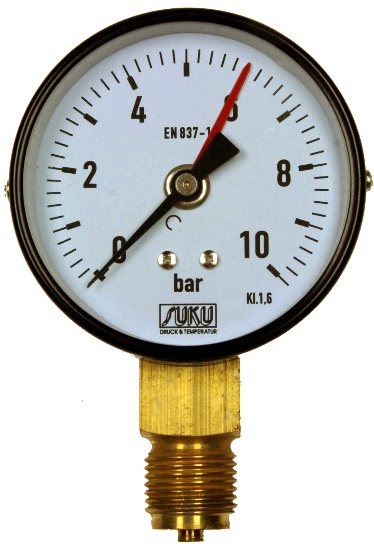 4
6
EN 837-1
2
8
0
10
bar
Kl.1,6
SUKU
DRUCK & TEMPERATUR